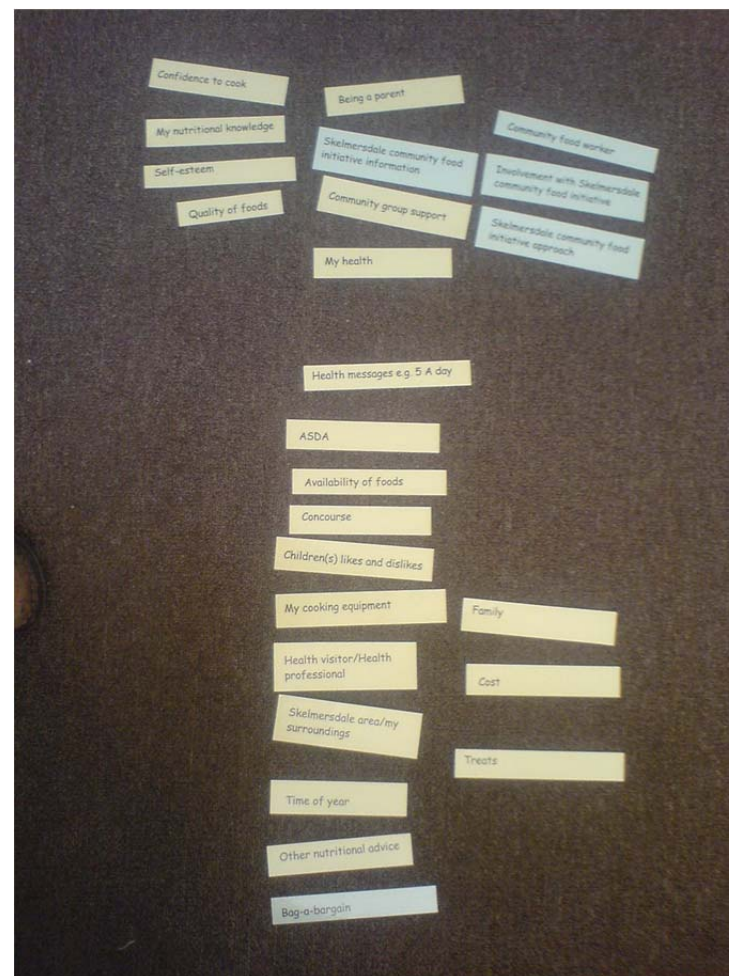 Confidence to cook
Being a parent
My nutritional knowledge
Community food worker
Skelmersdale community food
initiative information
Self-esteem
Involvement with Skelmersdale
community food initiative
Quality of foods
Community group support
Skelmersdale community food
initiative approach
My health
Health messages e.g. 5 A day
ASDA
Availability of foods
Concourse
Children(s) likes and dislikes
My cooking equipment
Family
Health visitor/Health
professional
Cost
Skelmersdale area/my
surroundings
Treats
Time of year
Other nutritional advice
Bag-a-bargain